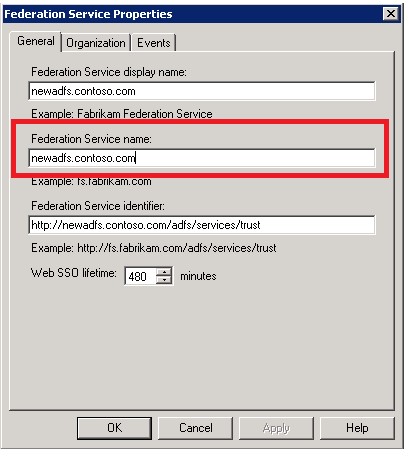 Federation Service Properties
General Organization Events
Federation Service display name:
newadfs.contoso.com
Example: Fabrikam Federation Service
Federation Service name:
newadfs.contoso.com
Example: fs.fabrikam.com
Federation Service identifier:
http://newadfs.contoso.com/adfs/services/trust
Example: http://fs.fabrikam.com/adfs/services/trust
Web SSO lifetime: 480 minutes
OK Cancel Apply Help